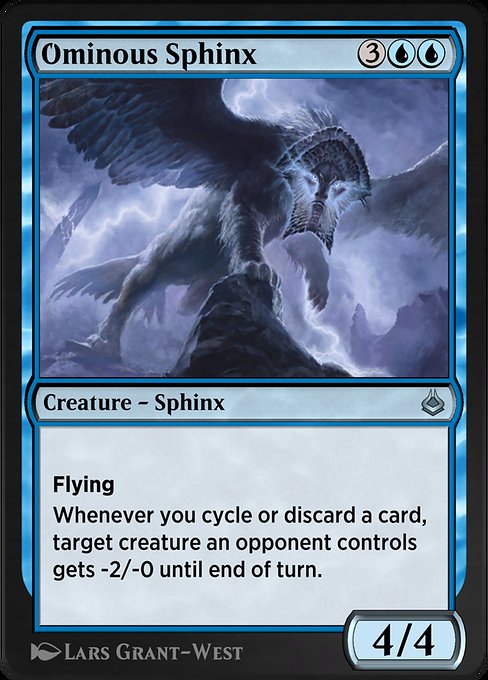 Ominous Sphinx 3
Creature – Sphinx
Flying
Whenever you cycle or discard a card,
target creature an opponent controls
gets -2/-0 until end of turn.
4/4
Lars Grant-West